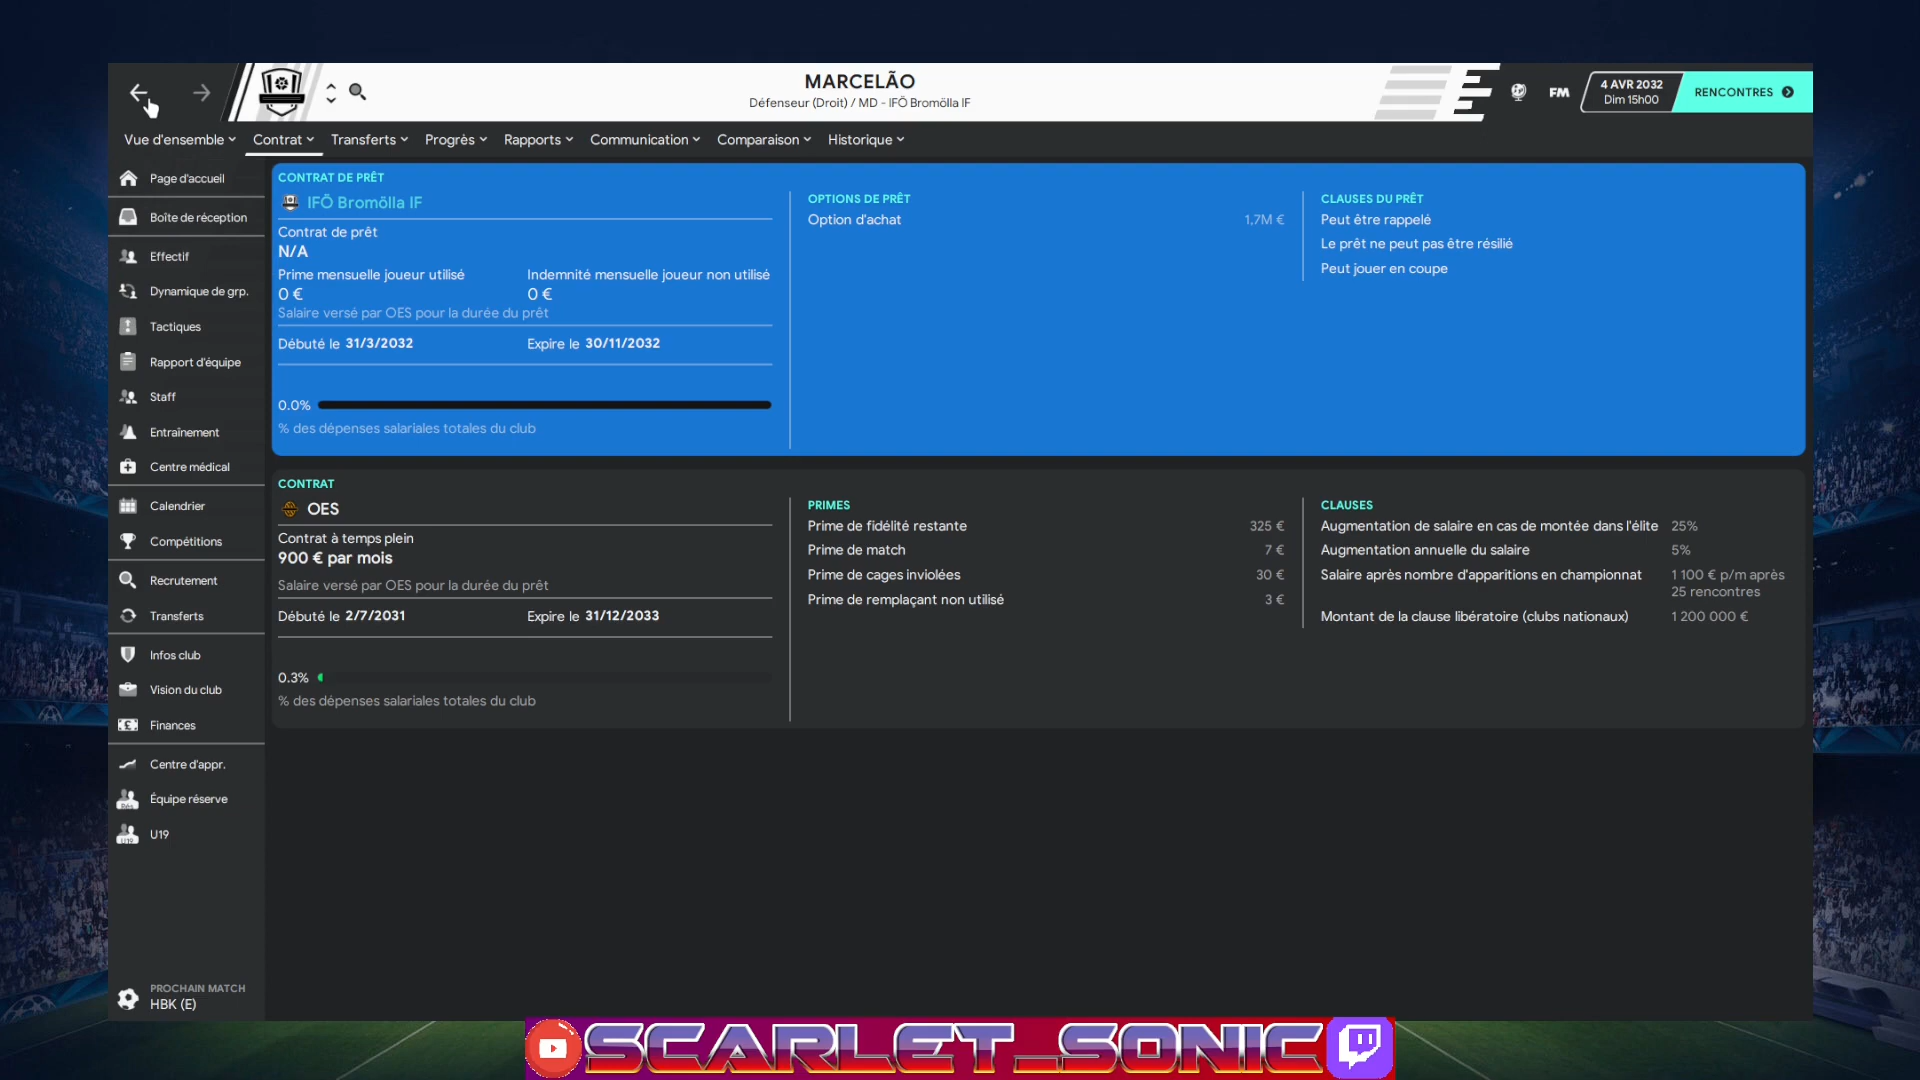 MARCELÃO
Défenseur (Droit) / MD - IFÖ Bromölla IF
FM
4 AVR 2032
Dim 15h00
RENCONTRES
Vue d'ensemble
Contrat
Transferts
Progrès
Rapports
Communication
Comparaison
Historique
Page d'accueil
Boîte de réception
Effectif
Dynamique de grp.
Tactiques
Rapport d'équipe
Staff
Entraînement
Centre médical
Calendrier
Compétitions
Recrutement
Transferts
Infos club
Vision du club
Finances
Centre d'appr.
Équipe réserve
U19
PROCHAIN MATCH
HBK (E)
CONTRAT DE PRÊT
IFÖ Bromölla IF
Contrat de prêt
N/A
Prime mensuelle joueur utilisé
0 €
Indemnité mensuelle joueur non utilisé
0 €
Salaire versé par OES pour la durée du prêt
Débuté le 31/3/2032
Expire le 30/11/2032
0.0%
% des dépenses salariales totales du club
OPTIONS DE PRÊT
Option d'achat 1,7M €
CLAUSES DU PRÊT
Peut être rappelé
Le prêt ne peut pas être résilié
Peut jouer en coupe
CONTRAT
OES
Contrat à temps plein
900 € par mois
Salaire versé par OES pour la durée du prêt
Débuté le 2/7/2031
Expire le 31/12/2033
0.3%
% des dépenses salariales totales du club
PRIMES
Prime de fidélité restante 325 €
Prime de match 7 €
Prime de cages inviolées 30 €
Prime de remplaçant non utilisé 3 €
CLAUSES
Augmentation de salaire en cas de montée dans l'élite 25%
Augmentation annuelle du salaire 5%
Salaire après nombre d'apparitions en championnat 1 100 € p/m après
25 rencontres
Montant de la clause libératoire (clubs nationaux) 1 200 000 €
SCARLET_SONIC